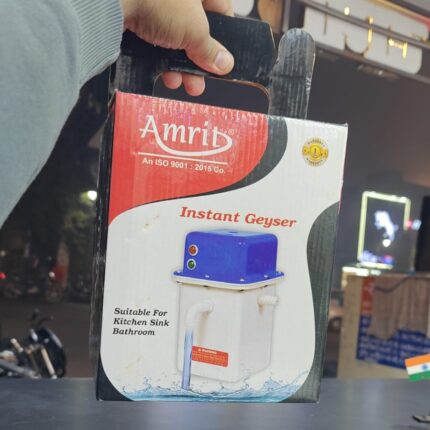 Amrit
An ISO 9001 : 2015 Co.
Instant Geyser
Suitable For
Kitchen Sink
Bathroom